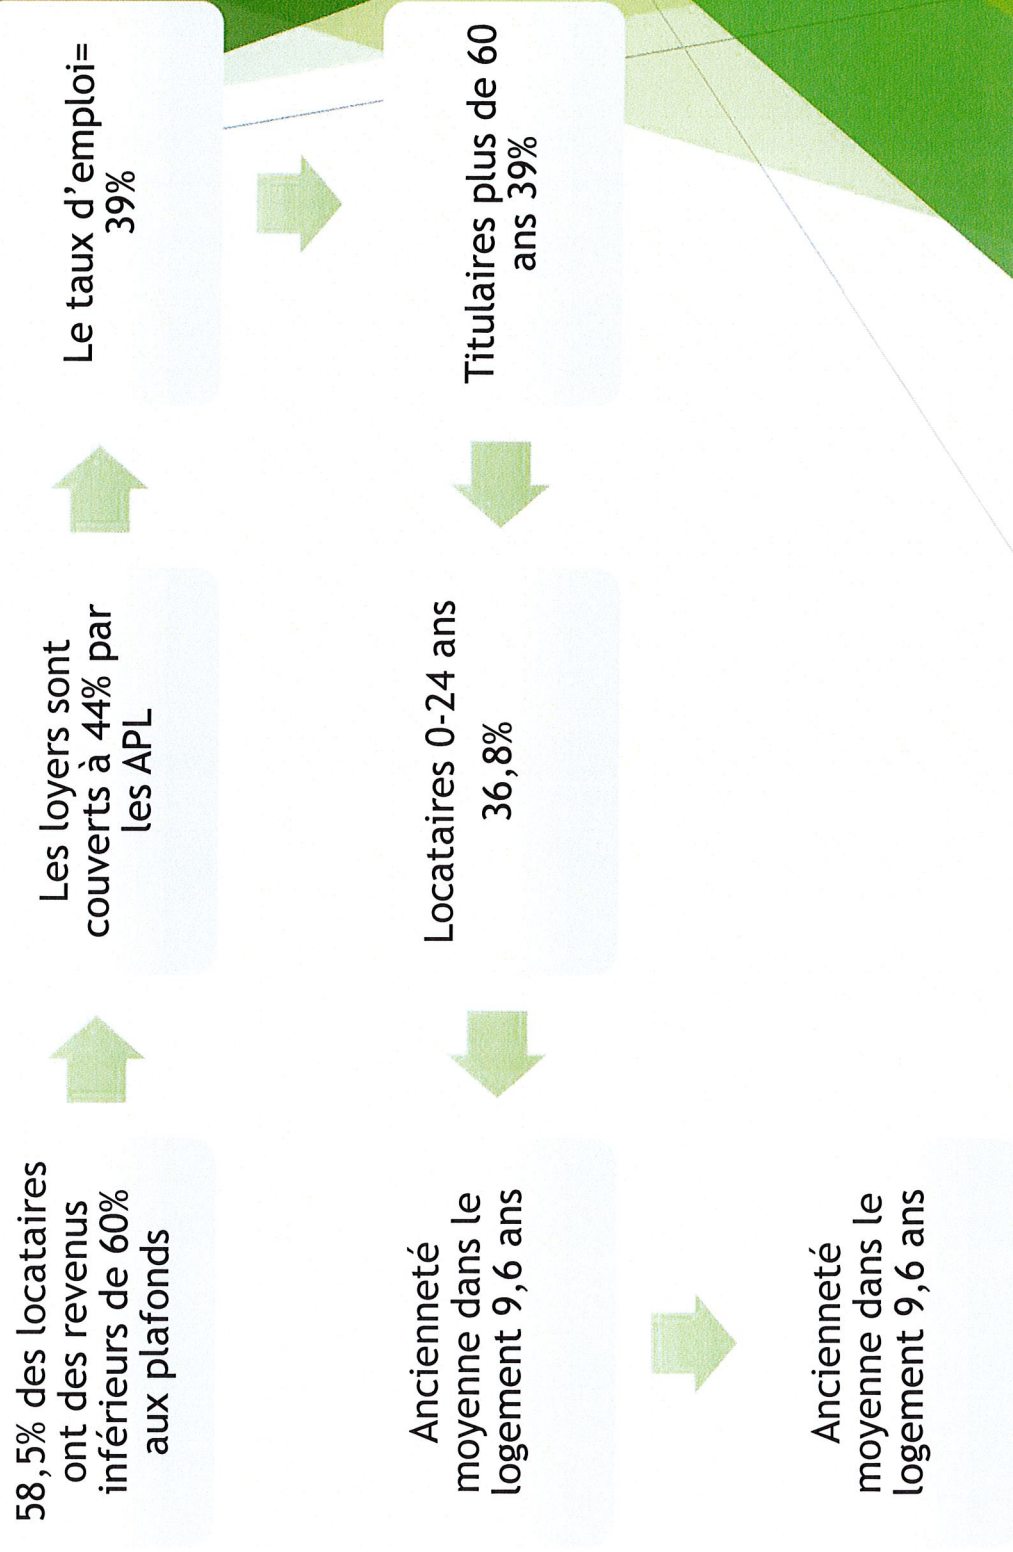 58,5% des locataires
ont des revenus
inférieurs de 60%
aux plafonds
Les loyers sont
couverts à 44% par
les APL
Le taux d’emploi=
39%
Titulaires plus de 60
ans 39%
Locataires 0-24 ans
36,8%
Ancienneté
moyenne dans le
logement 9,6 ans
Ancienneté
moyenne dans le
logement 9,6 ans